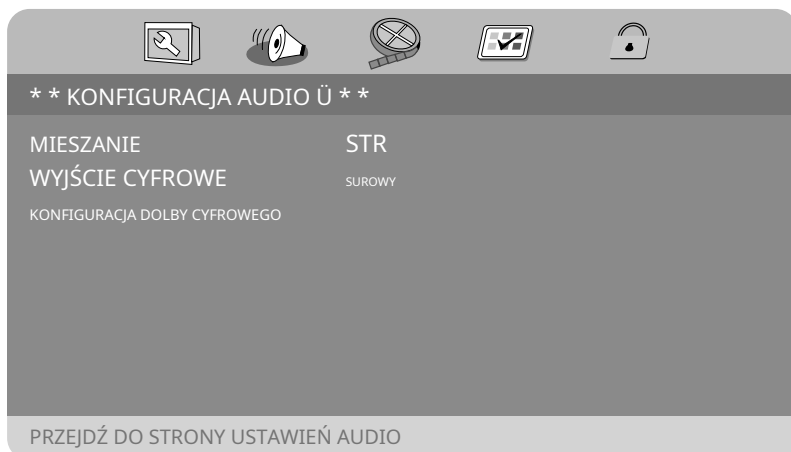 * * KONFIGURACJA AUDIO Ü * *
MIESZANIE STR
WYJŚCIE CYFROWE SUROWY
KONFIGURACJA DOLBY CYFROWEGO
PRZEJDŹ DO STRONY USTAWIEŃ AUDIO